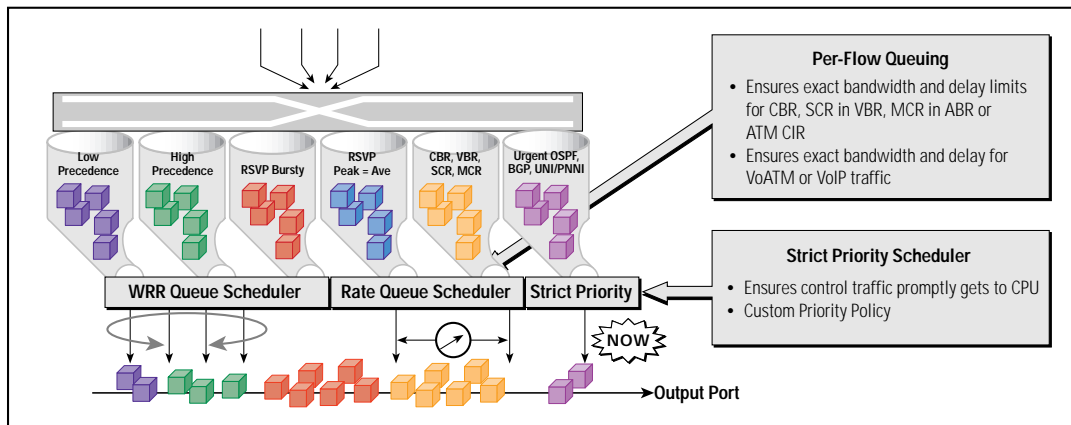 Per-Flow Queuing
• Ensures exact bandwidth and delay limits
for CBR, SCR in VBR, MCR in ABR or
ATM CIR
• Ensures exact bandwidth and delay for
VoATM or VoIP traffic
Low
Precedence
High
Precedence
RSVP Bursty
RSVP
Peak = Ave
CBR, VBR,
SCR, MCR
Urgent OSPF,
BGP, UNI/PNNI
WRR Queue Scheduler
Rate Queue Scheduler
Strict Priority
Strict Priority Scheduler
• Ensures control traffic promptly gets to CPU
• Custom Priority Policy
NOW
Output Port